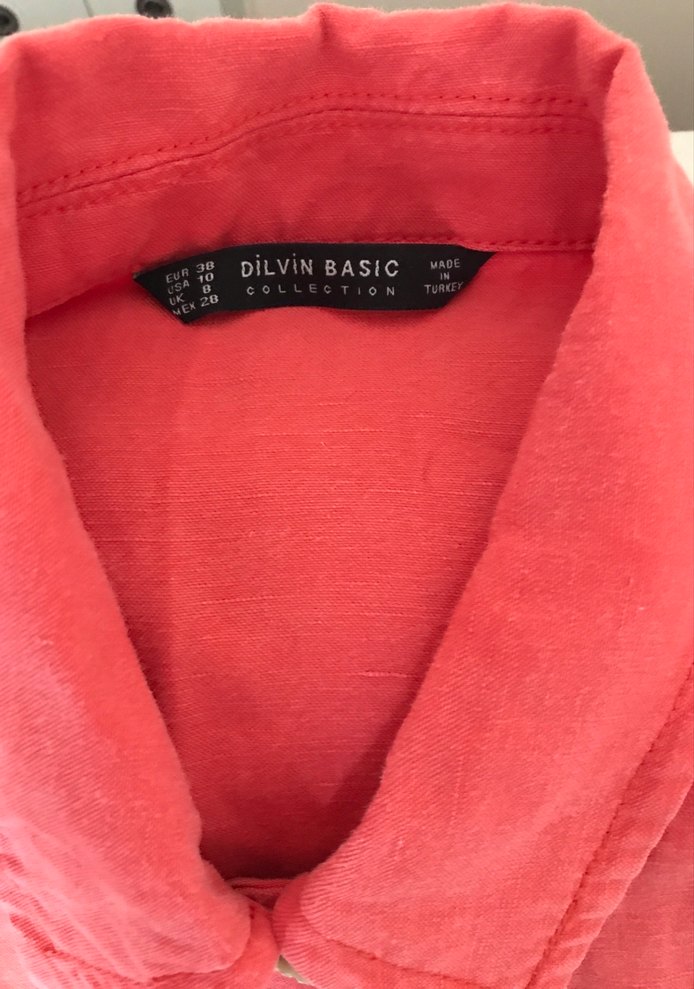 EUR 38
USA 10
UK 8
MEX 28
DİLVİN BASIC
COLLECTION
MADE
IN
TURKEY